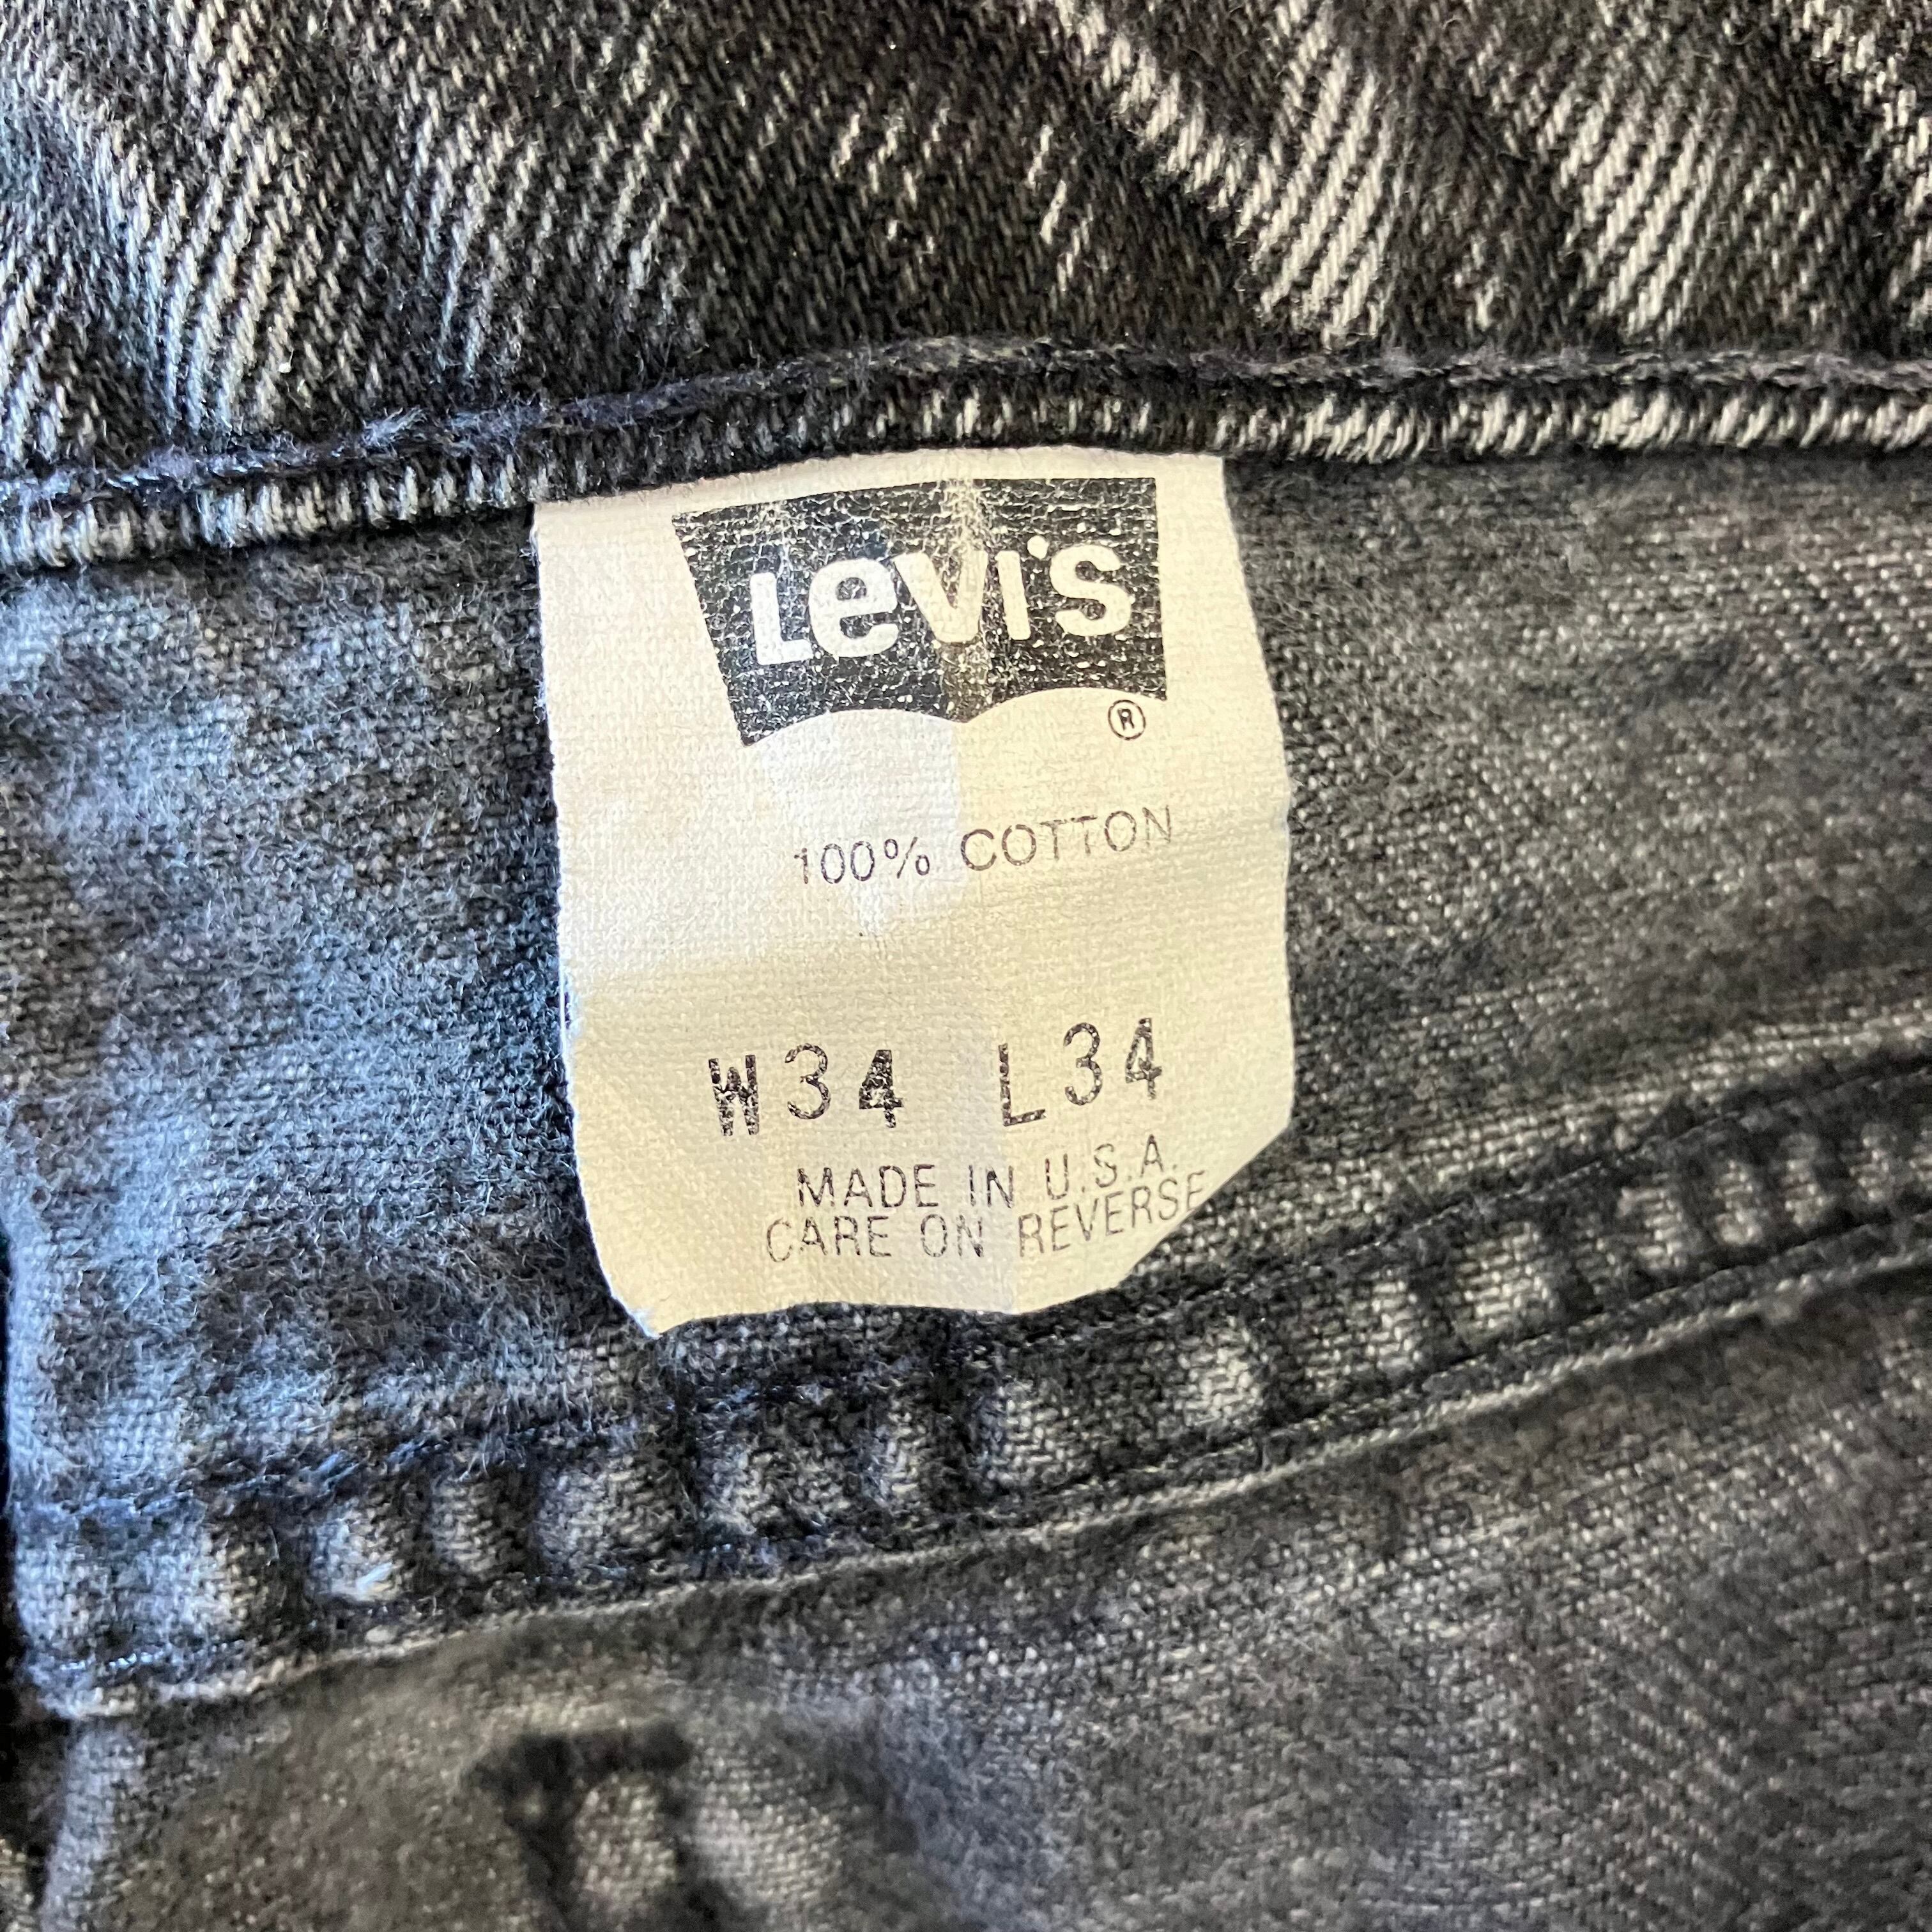 Levi's
®
100% COTTON
W34 L34
MADE IN U.S.A.
CARE ON REVERSE